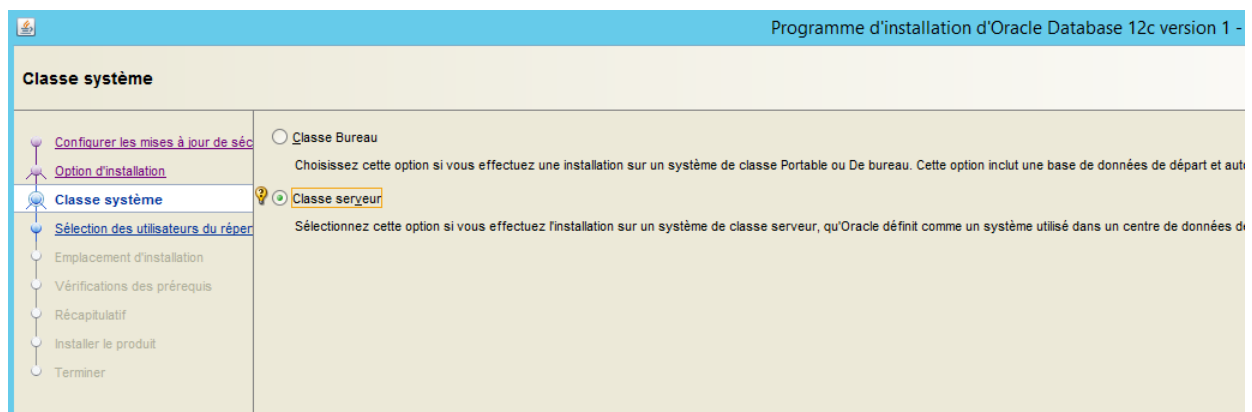 Programme d'installation d'Oracle Database 12c version 1 -
Classe système
Configurer les mises à jour de séc
Option d'installation
Classe système
Sélection des utilisateurs du réper
Emplacement d'installation
Vérifications des prérequis
Récapitulatif
Installer le produit
Terminer
Classe Bureau
Choisissez cette option si vous effectuez une installation sur un système de classe Portable ou De bureau. Cette option inclut une base de données de départ et aut
Classe serveur
Sélectionnez cette option si vous effectuez l'installation sur un système de classe serveur, qu'Oracle définit comme un système utilisé dans un centre de données d